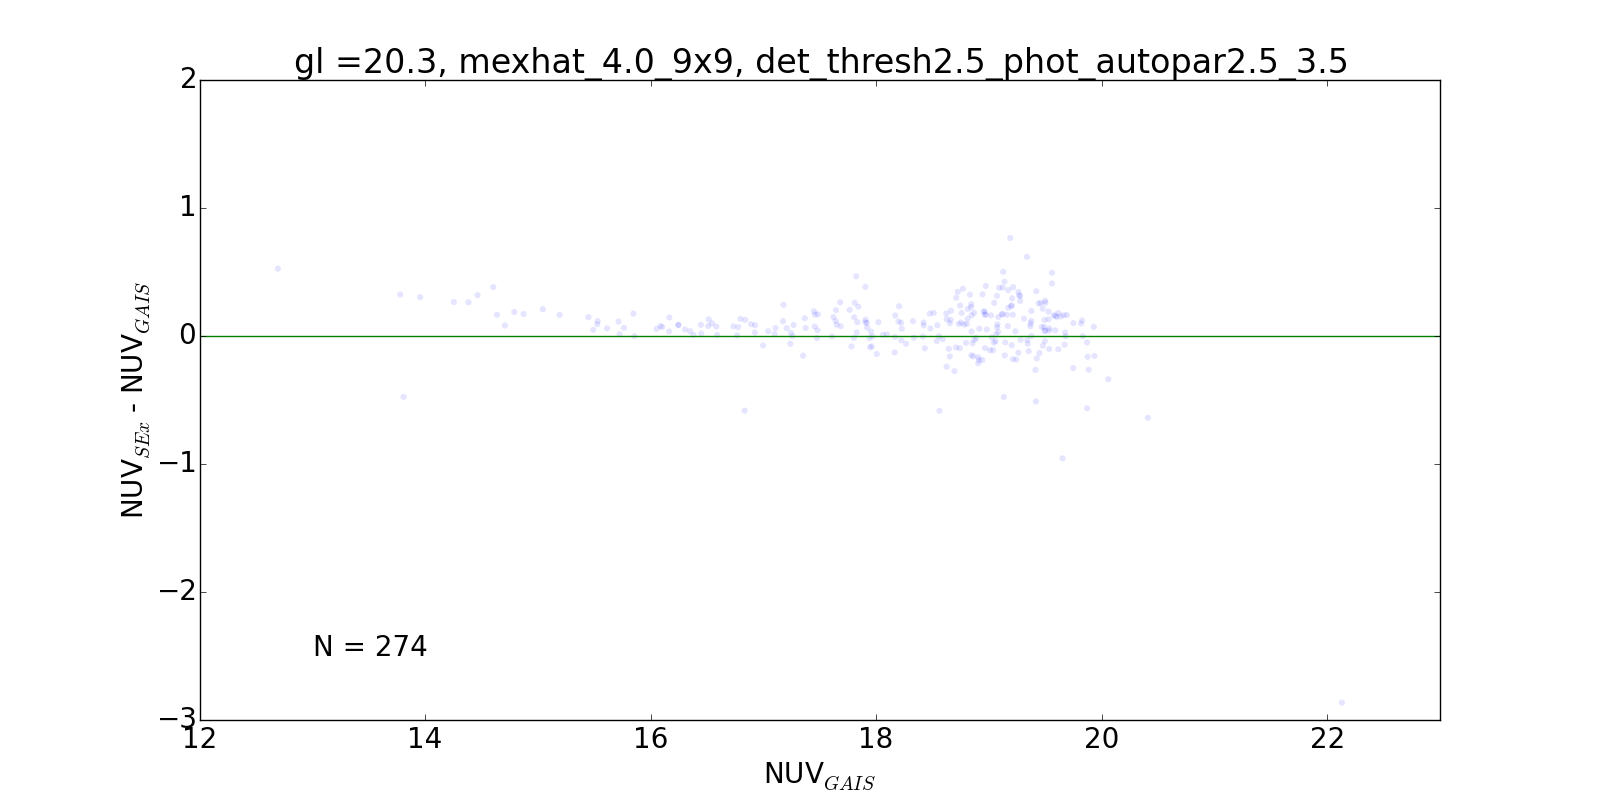 gl =20.3, mexhat_4.0_9x9, det_thresh2.5_phot_autopar2.5_3.5
2
1
0
−1
−2
−3
NUV_SEx - NUV_GAIS
N = 274
12 14 16 18 20 22
NUV_GAIS